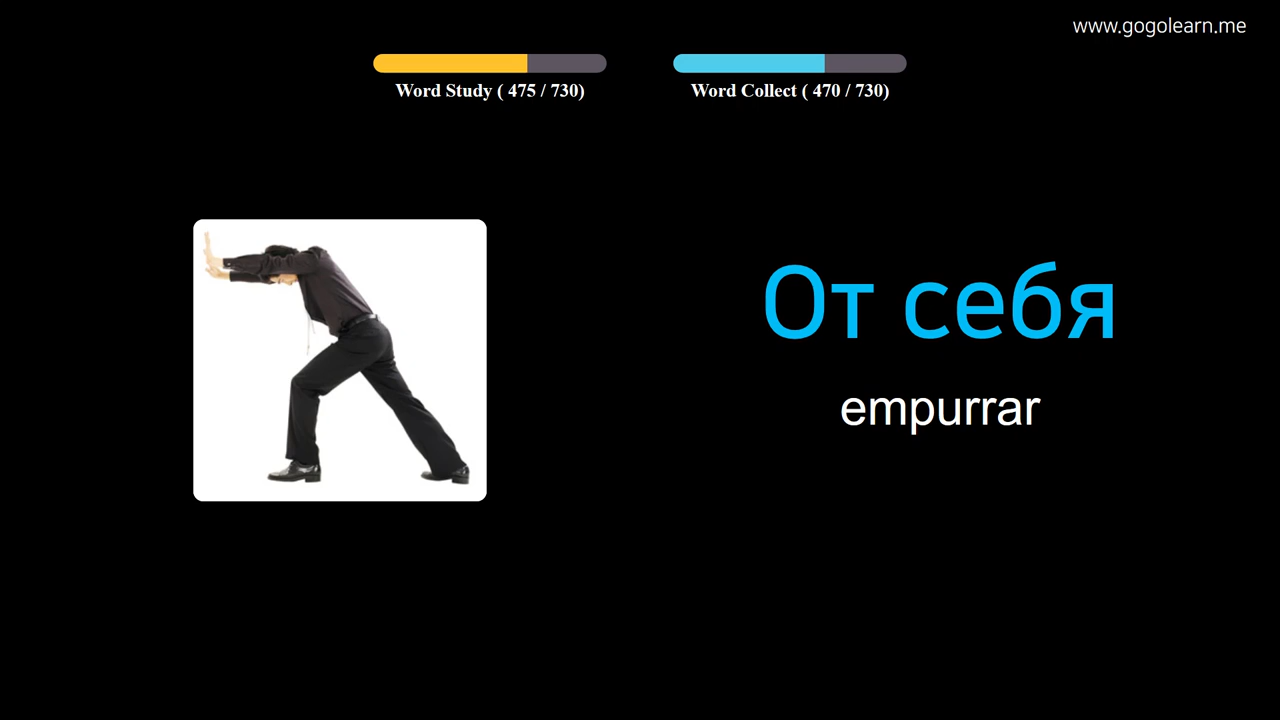 www.gogolearn.me
Word Study ( 475 / 730)
Word Collect ( 470 / 730)
От себя
empurrar